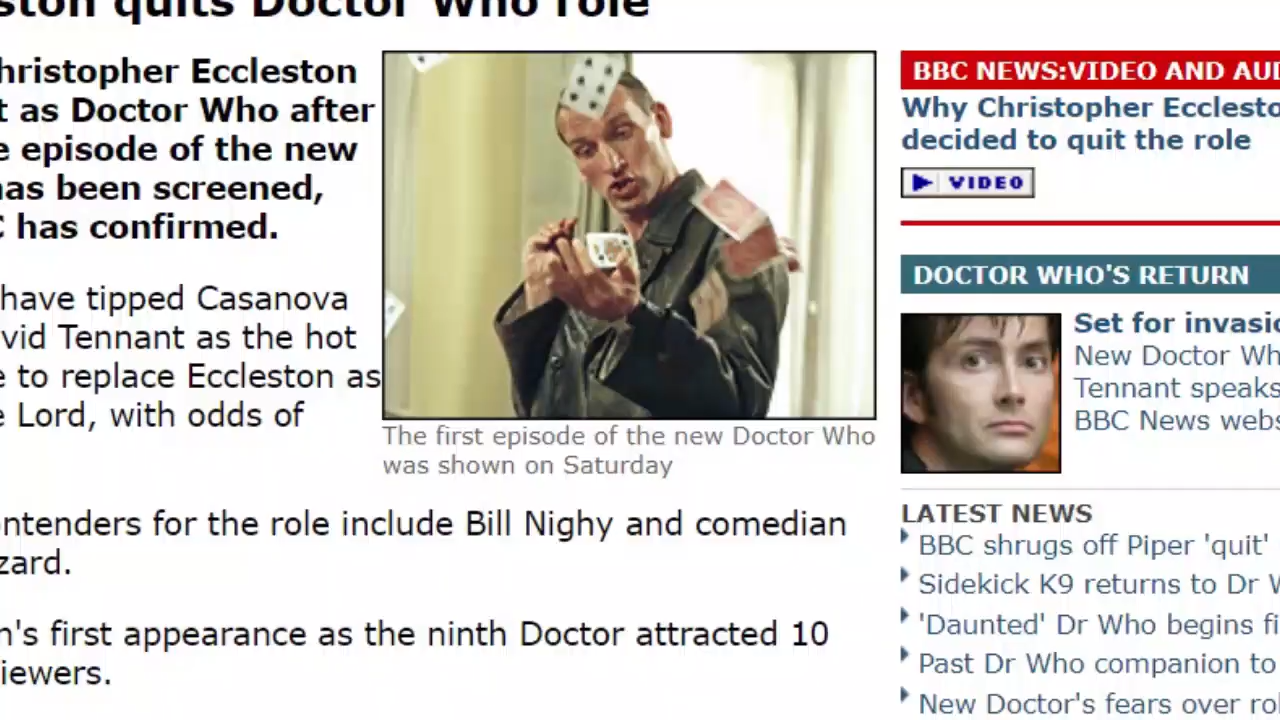 ston quits Doctor Who role
hristopher Eccleston
t as Doctor Who after
e episode of the new
has been screened,
C has confirmed.
have tipped Casanova
vid Tennant as the hot
e to replace Eccleston as
e Lord, with odds of
The first episode of the new Doctor Who
was shown on Saturday
ontenders for the role include Bill Nighy and comedian
zard.
n's first appearance as the ninth Doctor attracted 10
iewers.
BBC NEWS:VIDEO AND AUD
Why Christopher Ecclesto
decided to quit the role
VIDEO
DOCTOR WHO'S RETURN
Set for invasio
New Doctor Wh
Tennant speaks
BBC News webs
LATEST NEWS
BBC shrugs off Piper 'quit'
Sidekick K9 returns to Dr W
'Daunted' Dr Who begins fi
Past Dr Who companion to
New Doctor's fears over rol